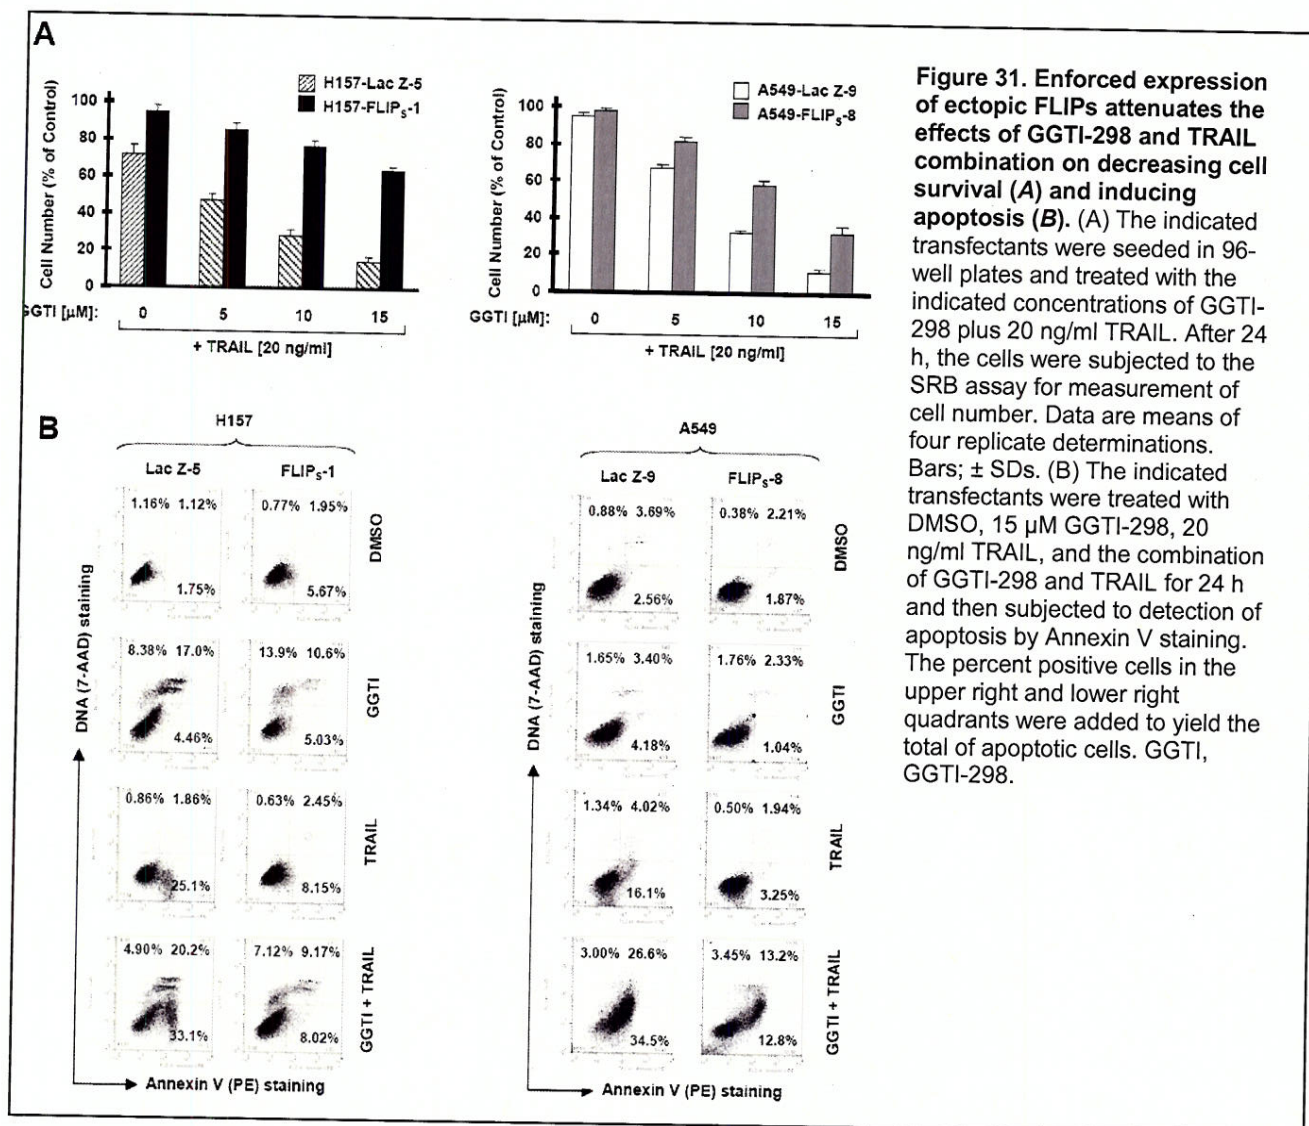 A
H157-Lac Z-5
H157-FLIPS-1
Cell Number (% of Control)
100
80
60
40
20
0
GGTI [µM]: 0 5 10 15
+ TRAIL [20 ng/ml]
A549-Lac Z-9
A549-FLIPS-8
Cell Number (% of Control)
100
80
60
40
20
0
GGTI [µM]: 0 5 10 15
+ TRAIL [20 ng/ml]
B
H157
Lac Z-5 FLIPS-1
1.16% 1.12% 0.77% 1.95%
1.75% 5.67%
DMSO
8.38% 17.0% 13.9% 10.6%
4.46% 5.03%
GGTI
0.86% 1.86% 0.63% 2.45%
25.1% 8.15%
TRAIL
4.90% 20.2% 7.12% 9.17%
33.1% 8.02%
GGTI + TRAIL
DNA (7-AAD) staining
Annexin V (PE) staining
A549
Lac Z-9 FLIPS-8
0.88% 3.69% 0.38% 2.21%
2.56% 1.87%
DMSO
1.65% 3.40% 1.76% 2.33%
4.18% 1.04%
GGTI
1.34% 4.02% 0.50% 1.94%
16.1% 3.25%
TRAIL
3.00% 26.6% 3.45% 13.2%
34.5% 12.8%
GGTI + TRAIL
DNA (7-AAD) staining
Annexin V (PE) staining
Figure 31. Enforced expression
of ectopic FLIPs attenuates the
effects of GGTI-298 and TRAIL
combination on decreasing cell
survival (A) and inducing
apoptosis (B). (A) The indicated
transfectants were seeded in 96-
well plates and treated with the
indicated concentrations of GGTI-
298 plus 20 ng/ml TRAIL. After 24
h, the cells were subjected to the
SRB assay for measurement of
cell number. Data are means of
four replicate determinations.
Bars; ± SDs. (B) The indicated
transfectants were treated with
DMSO, 15 µM GGTI-298, 20
ng/ml TRAIL, and the combination
of GGTI-298 and TRAIL for 24 h
and then subjected to detection of
apoptosis by Annexin V staining.
The percent positive cells in the
upper right and lower right
quadrants were added to yield the
total of apoptotic cells. GGTI,
GGTI-298.